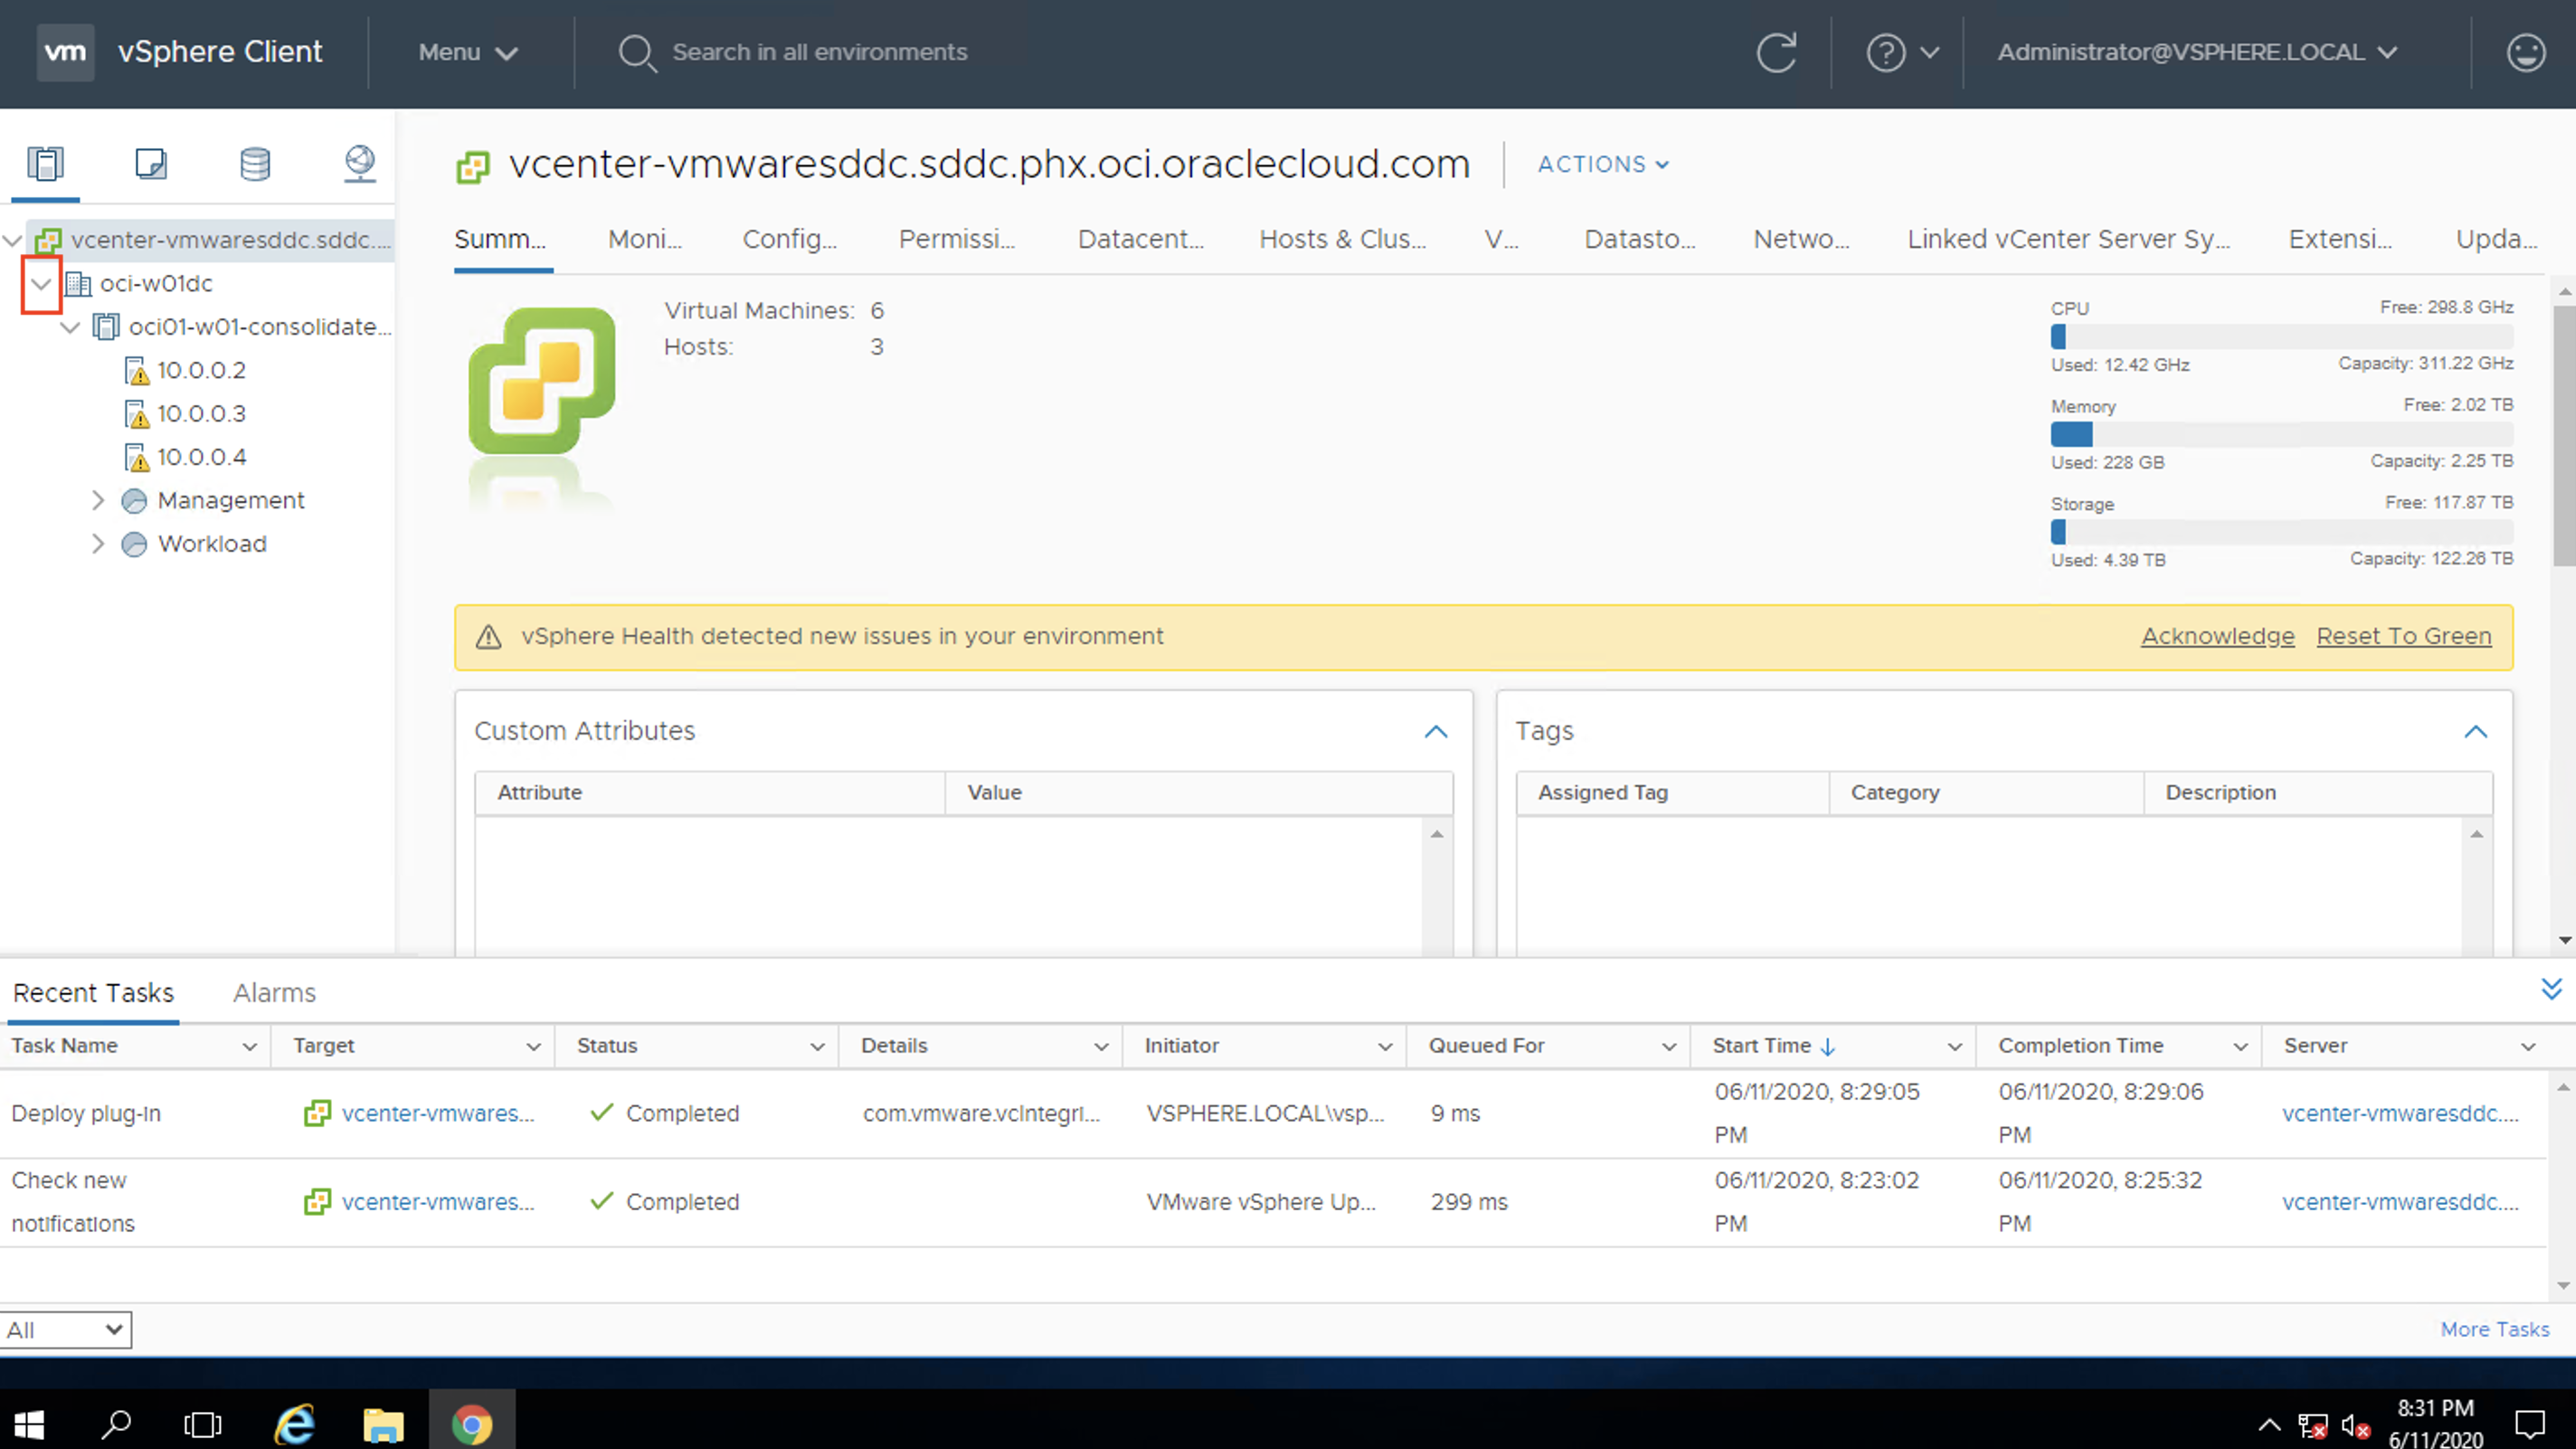 vm vSphere Client Menu Search in all environments Administrator@VSPHERE.LOCAL
vcenter-vmwaresddc.sddc....
oci-w01dc
oci01-w01-consolidate...
10.0.0.2
10.0.0.3
10.0.0.4
Management
Workload
vcenter-vmwaresddc.sddc.phx.oci.oraclecloud.com ACTIONS
Summ... Moni... Config... Permissi... Datacent... Hosts & Clus... V... Datasto... Netwo... Linked vCenter Server Sy... Extensi... Upda...
Virtual Machines: 6
Hosts: 3
CPU Free: 298.8 GHz
Used: 12.42 GHz Capacity: 311.22 GHz
Memory Free: 2.02 TB
Used: 228 GB Capacity: 2.25 TB
Storage Free: 117.87 TB
Used: 4.39 TB Capacity: 122.26 TB
vSphere Health detected new issues in your environment Acknowledge Reset To Green
Custom Attributes
Attribute Value
Tags
Assigned Tag Category Description
Recent Tasks Alarms
Task Name Target Status Details Initiator Queued For Start Time Completion Time Server
Deploy plug-in vcenter-vmwares... Completed com.vmware.vcIntegri... VSPHERE.LOCAL\vsp... 9 ms 06/11/2020, 8:29:05 PM 06/11/2020, 8:29:06 PM vcenter-vmwaresddc....
Check new notifications vcenter-vmwares... Completed VMware vSphere Up... 299 ms 06/11/2020, 8:23:02 PM 06/11/2020, 8:25:32 PM vcenter-vmwaresddc....
All More Tasks
8:31 PM
6/11/2020